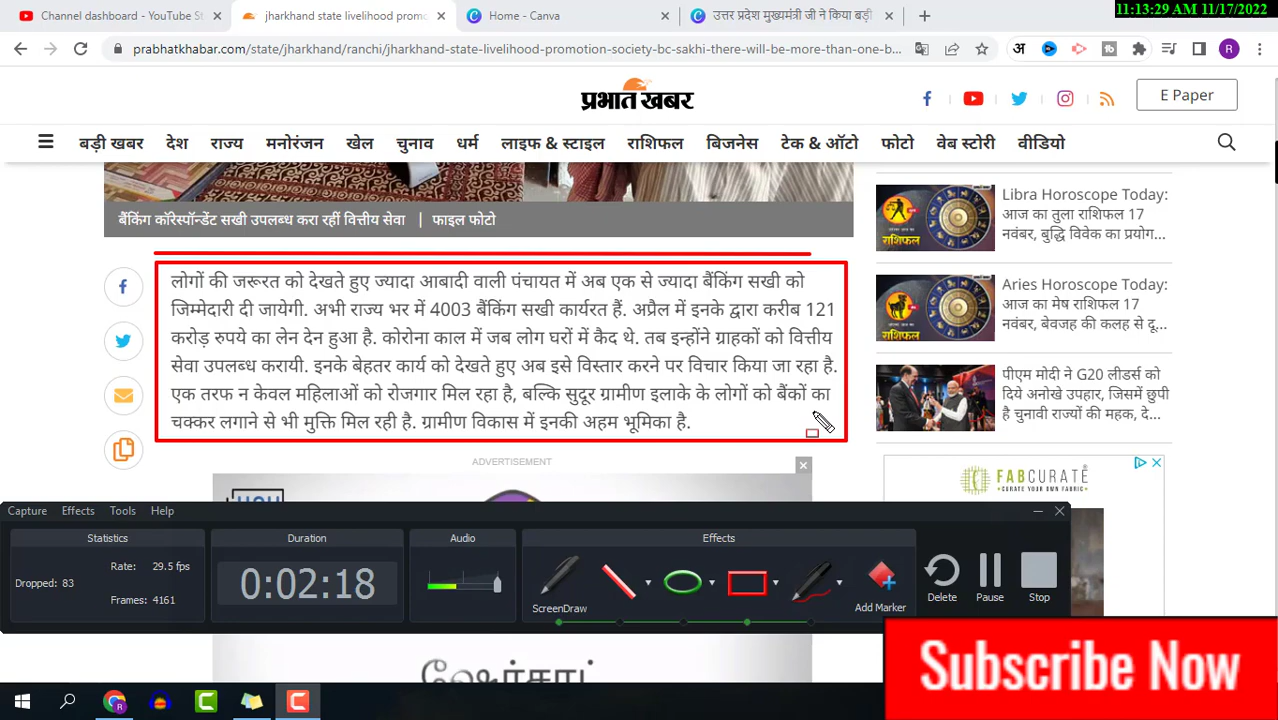 11:13:29 AM 11/17/2022
Channel dashboard - YouTube St
jharkhand state livelihood promo
Home - Canva
उत्तर प्रदेश मुख्यमंत्री जी ने किया बड़ी
prabhatkhabar.com/state/jharkhand/ranchi/jharkhand-state-livelihood-promotion-society-bc-sakhi-there-will-be-more-than-one-b...
अ
tb
R
प्रभात खबर
E Paper
बड़ी खबर देश राज्य मनोरंजन खेल चुनाव धर्म लाइफ & स्टाइल राशिफल बिजनेस टेक & ऑटो फोटो वेब स्टोरी वीडियो
बैंकिंग कॉरेस्पॉन्डेंट सखी उपलब्ध करा रहीं वित्तीय सेवा | फाइल फोटो
लोगों की जरूरत को देखते हुए ज्यादा आबादी वाली पंचायत में अब एक से ज्यादा बैंकिंग सखी को
जिम्मेदारी दी जायेगी. अभी राज्य भर में 4003 बैंकिंग सखी कार्यरत हैं. अप्रैल में इनके द्वारा करीब 121
करोड़ रुपये का लेन देन हुआ है. कोरोना काल में जब लोग घरों में कैद थे. तब इन्होंने ग्राहकों को वित्तीय
सेवा उपलब्ध करायी. इनके बेहतर कार्य को देखते हुए अब इसे विस्तार करने पर विचार किया जा रहा है.
एक तरफ न केवल महिलाओं को रोजगार मिल रहा है, बल्कि सुदूर ग्रामीण इलाके के लोगों को बैंकों का
चक्कर लगाने से भी मुक्ति मिल रही है. ग्रामीण विकास में इनकी अहम भूमिका है.
ADVERTISEMENT
Libra Horoscope Today:
आज का तुला राशिफल 17
नवंबर, बुद्धि विवेक का प्रयोग...
राशिफल
Aries Horoscope Today:
आज का मेष राशिफल 17
नवंबर, बेवजह की कलह से दू...
राशिफल
पीएम मोदी ने G20 लीडर्स को
दिये अनोखे उपहार, जिसमें छुपी
है चुनावी राज्यों की महक, दे...
FABCURATE
CURATE YOUR OWN FABRIC
Capture Effects Tools Help
Statistics
Duration
Audio
Effects
Dropped: 83
Rate: 29.5 fps
Frames: 4161
0:02:18
ScreenDraw
Add Marker
Delete
Pause
Stop
Subscribe Now